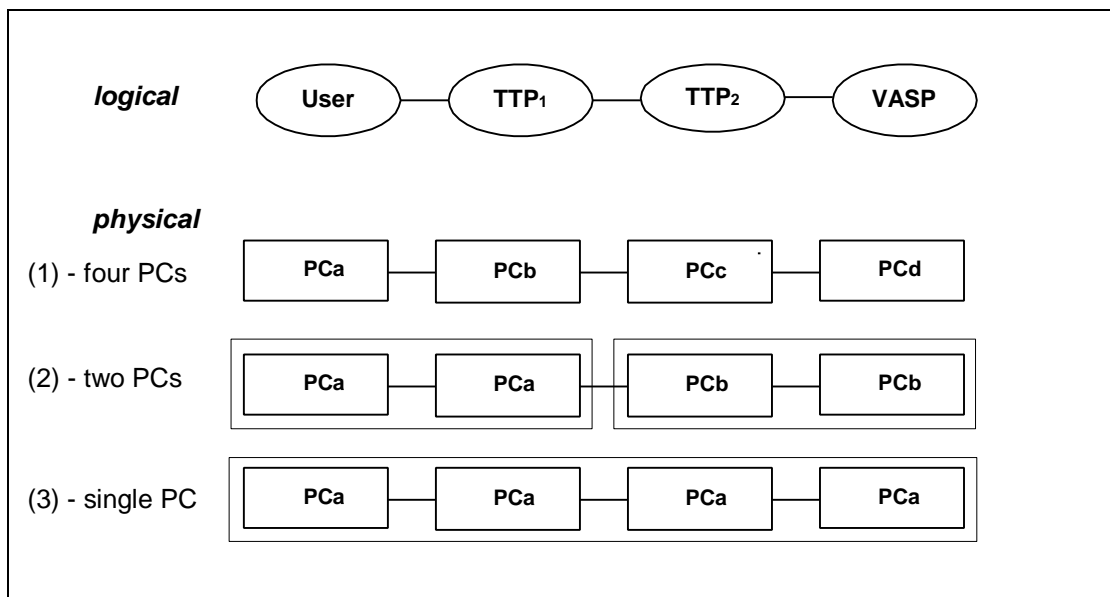 logical User TTP1 TTP2 VASP
physical
(1) - four PCs PCa PCb PCc PCd
(2) - two PCs PCa PCa PCb PCb
(3) - single PC PCa PCa PCa PCa